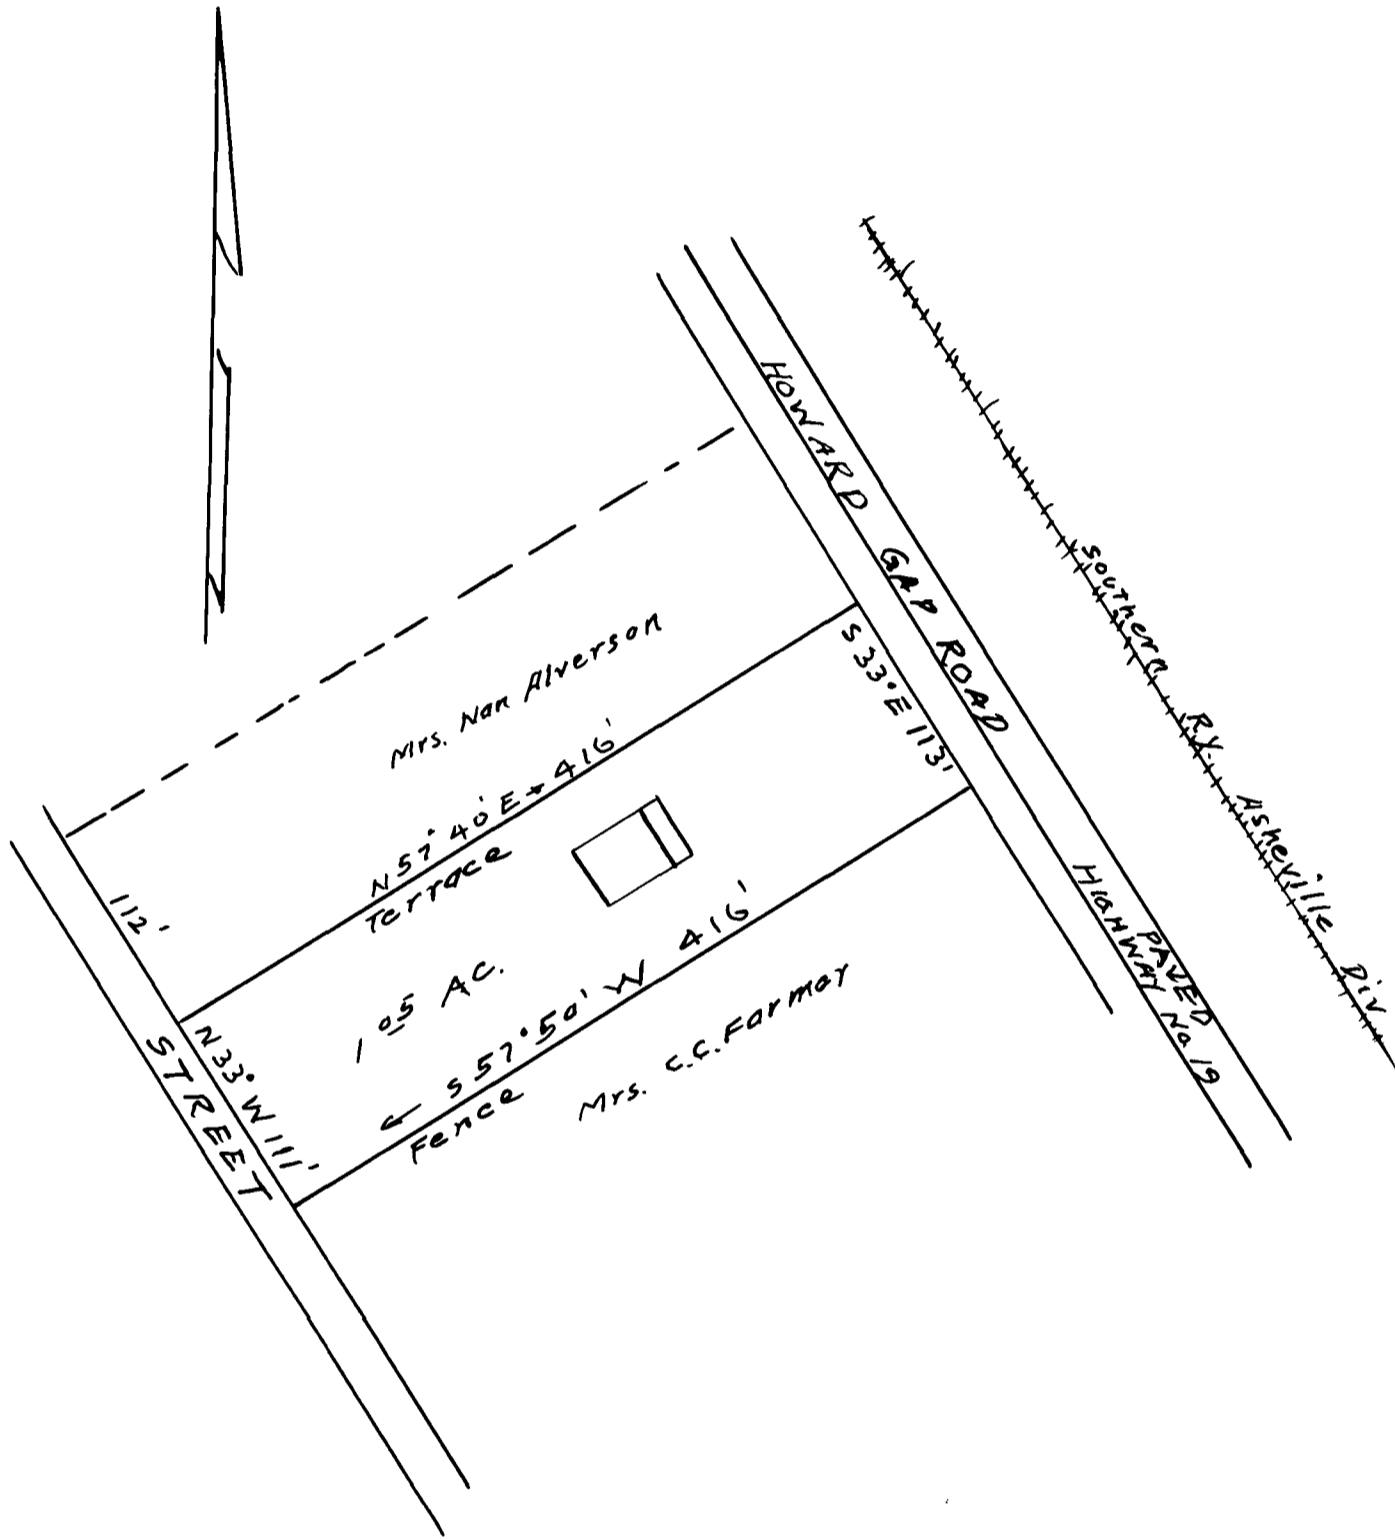 HOWARD GAP ROAD
PAVED
HIGHWAY No 19
Southern RY. Asheville Div.
Mrs. Nan Alverson
N 57° 40' E → 416'
Terrace
S 33° E 113'
112'
1 05 AC.
N 33° W 111'
STREET
← S 57° 50' W 416'
Fence
Mrs. C.C. Farmer